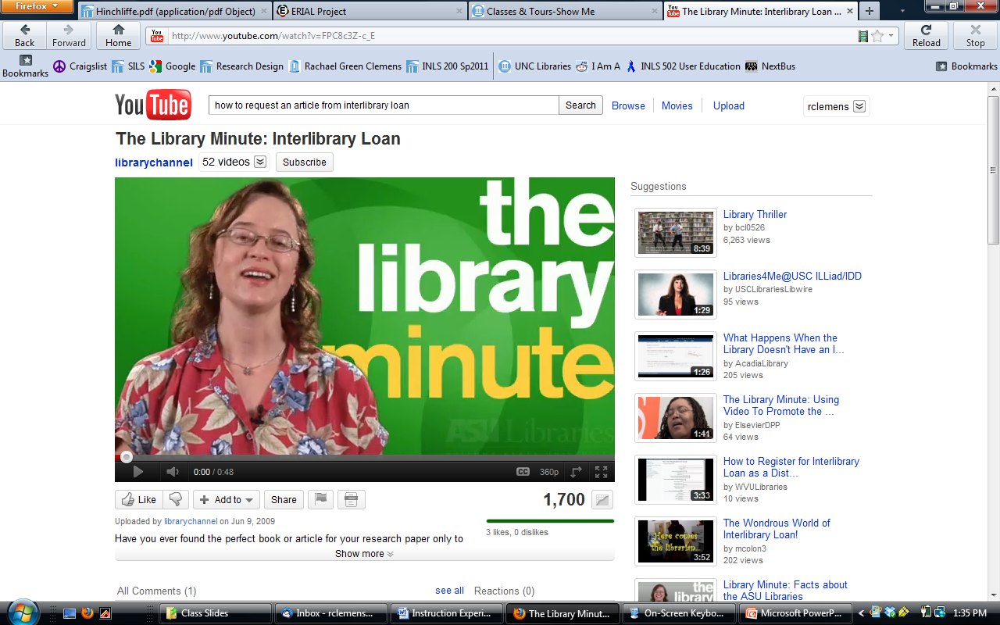 Firefox
Hinchliffe.pdf (application/pdf Object)
ERIAL Project
Classes & Tours-Show Me
The Library Minute: Interlibrary Loan ...
Back
Forward
Home
http://www.youtube.com/watch?v=FPC8c3Z-c_E
Reload
Stop
Bookmarks
Craigslist
SILS
Google
Research Design
Rachael Green Clemens
INLS 200 Sp2011
UNC Libraries
I Am A
INLS 502 User Education
NextBus
Bookmarks
YouTube
how to request an article from interlibrary loan
Search
Browse
Movies
Upload
rclemens
The Library Minute: Interlibrary Loan
librarychannel
52 videos
Subscribe
the
library
minute
ASU Libraries
0:00 / 0:48
CC
360p
Like
Add to
Share
1,700
Uploaded by librarychannel on Jun 9, 2009
3 likes, 0 dislikes
Have you ever found the perfect book or article for your research paper only to
Show more
All Comments (1)
see all
Reactions (0)
Suggestions
8:39
Library Thriller
by bcl0526
6,263 views
1:29
Libraries4Me@USC ILLiad/IDD
by USCLibrariesLibwire
95 views
1:26
What Happens When the
Library Doesn't Have an I...
by AcadiaLibrary
205 views
1:41
The Library Minute: Using
Video To Promote the ...
by ElsevierDPP
64 views
3:33
How to Register for Interlibrary
Loan as a Dist...
by WVULibraries
10 views
Here comes
the librarian...
3:52
The Wondrous World of
Interlibrary Loan!
by mcolon3
202 views
the
library
Library Minute: Facts about
the ASU Libraries
Class Slides
Inbox - rclemens...
Instruction Experi...
The Library Minut...
On-Screen Keybo...
Microsoft PowerP...
1:35 PM